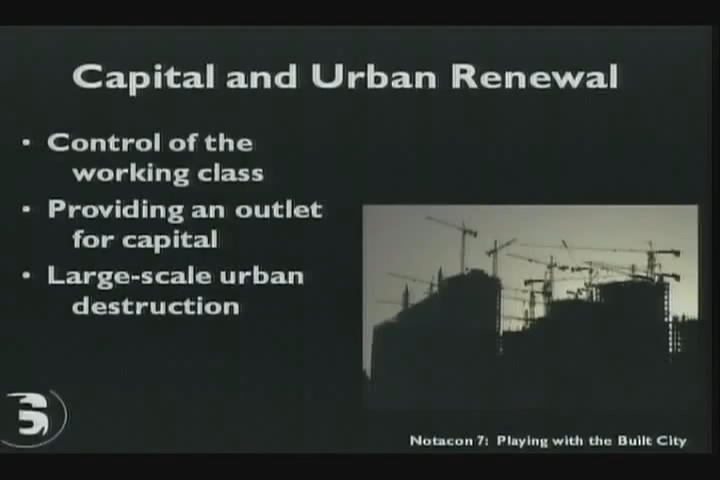 Capital and Urban Renewal
• Control of the
working class
• Providing an outlet
for capital
• Large-scale urban
destruction
Notacon 7: Playing with the Built City